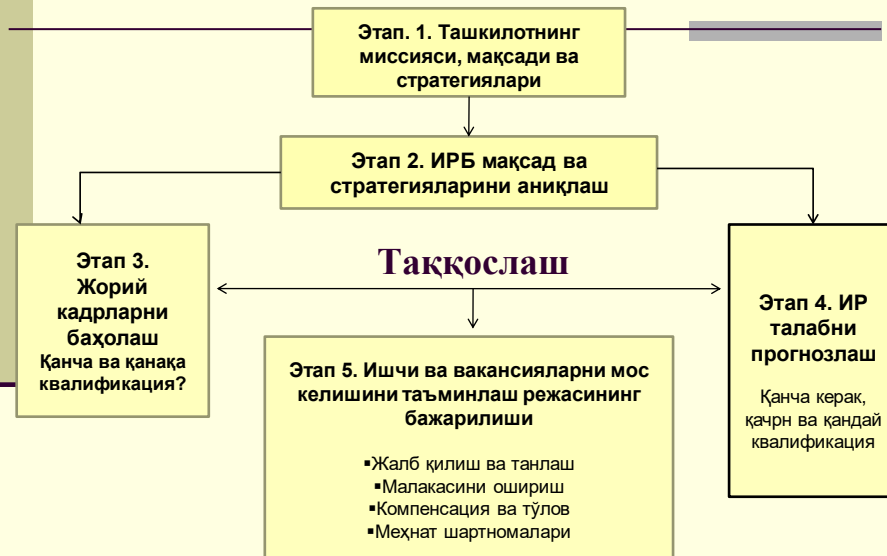 Этап. 1. Ташкилотнинг
миссияси, мақсади ва
стратегиялари
Этап 2. ИРБ мақсад ва
стратегияларини аниқлаш
Этап 3.
Жорий
кадрларни
баҳолаш
Қанча ва қанақа
квалификация?
Таққослаш
Этап 4. ИР
талабни
прогнозлаш
Қанча керак,
қачрн ва қандай
квалификация
Этап 5. Ишчи ва вакансияларни мос
келишини таъминлаш режасининг
бажарилиши
▪Жалб қилиш ва танлаш
▪Малакасини ошириш
▪Компенсация ва тўлов
▪Меҳнат шартномалари